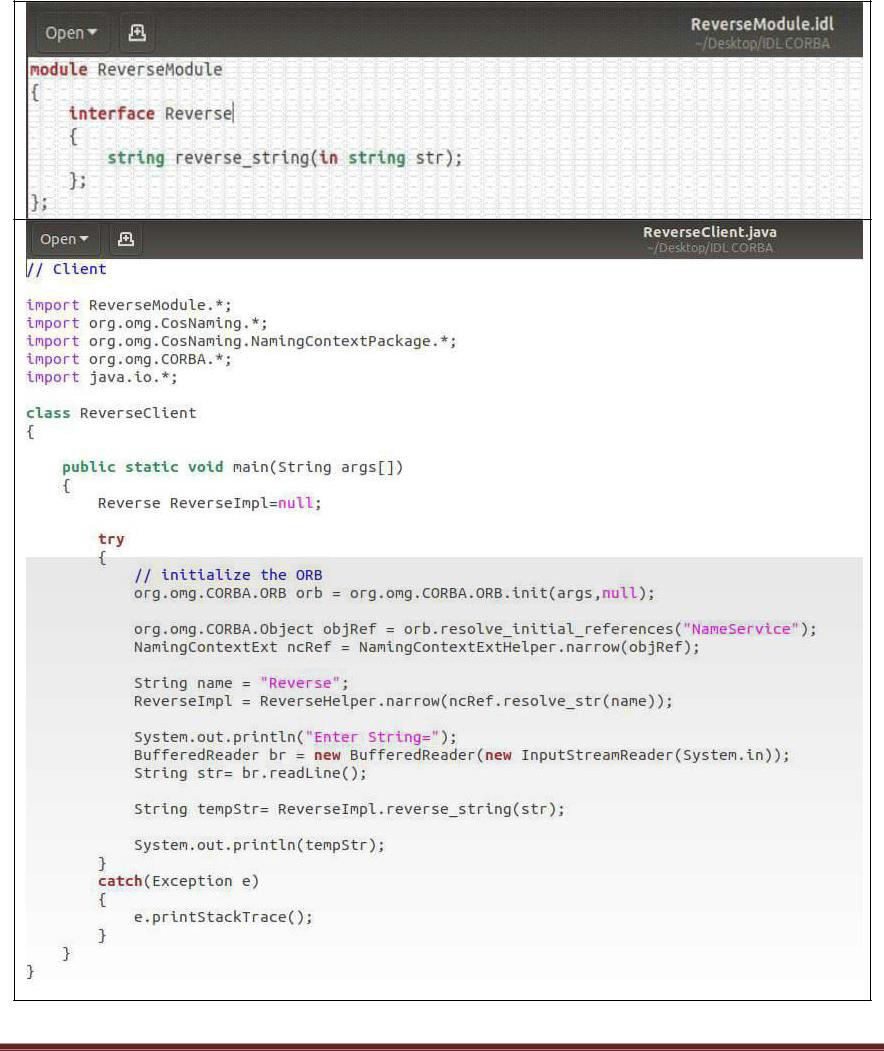 Open
ReverseModule.idl
~/Desktop/IDL CORBA
module ReverseModule
{
    interface Reverse
    {
        string reverse_string(in string str);
    };
};
Open
ReverseClient.java
~/Desktop/IDL CORBA
// Client

import ReverseModule.*;
import org.omg.CosNaming.*;
import org.omg.CosNaming.NamingContextPackage.*;
import org.omg.CORBA.*;
import java.io.*;

class ReverseClient
{

    public static void main(String args[])
    {
        Reverse ReverseImpl=null;

        try
        {
            // initialize the ORB
            org.omg.CORBA.ORB orb = org.omg.CORBA.ORB.init(args,null);

            org.omg.CORBA.Object objRef = orb.resolve_initial_references("NameService");
            NamingContextExt ncRef = NamingContextExtHelper.narrow(objRef);

            String name = "Reverse";
            ReverseImpl = ReverseHelper.narrow(ncRef.resolve_str(name));

            System.out.println("Enter String=");
            BufferedReader br = new BufferedReader(new InputStreamReader(System.in));
            String str= br.readLine();

            String tempStr= ReverseImpl.reverse_string(str);

            System.out.println(tempStr);
        }
        catch(Exception e)
        {
            e.printStackTrace();
        }
    }
}